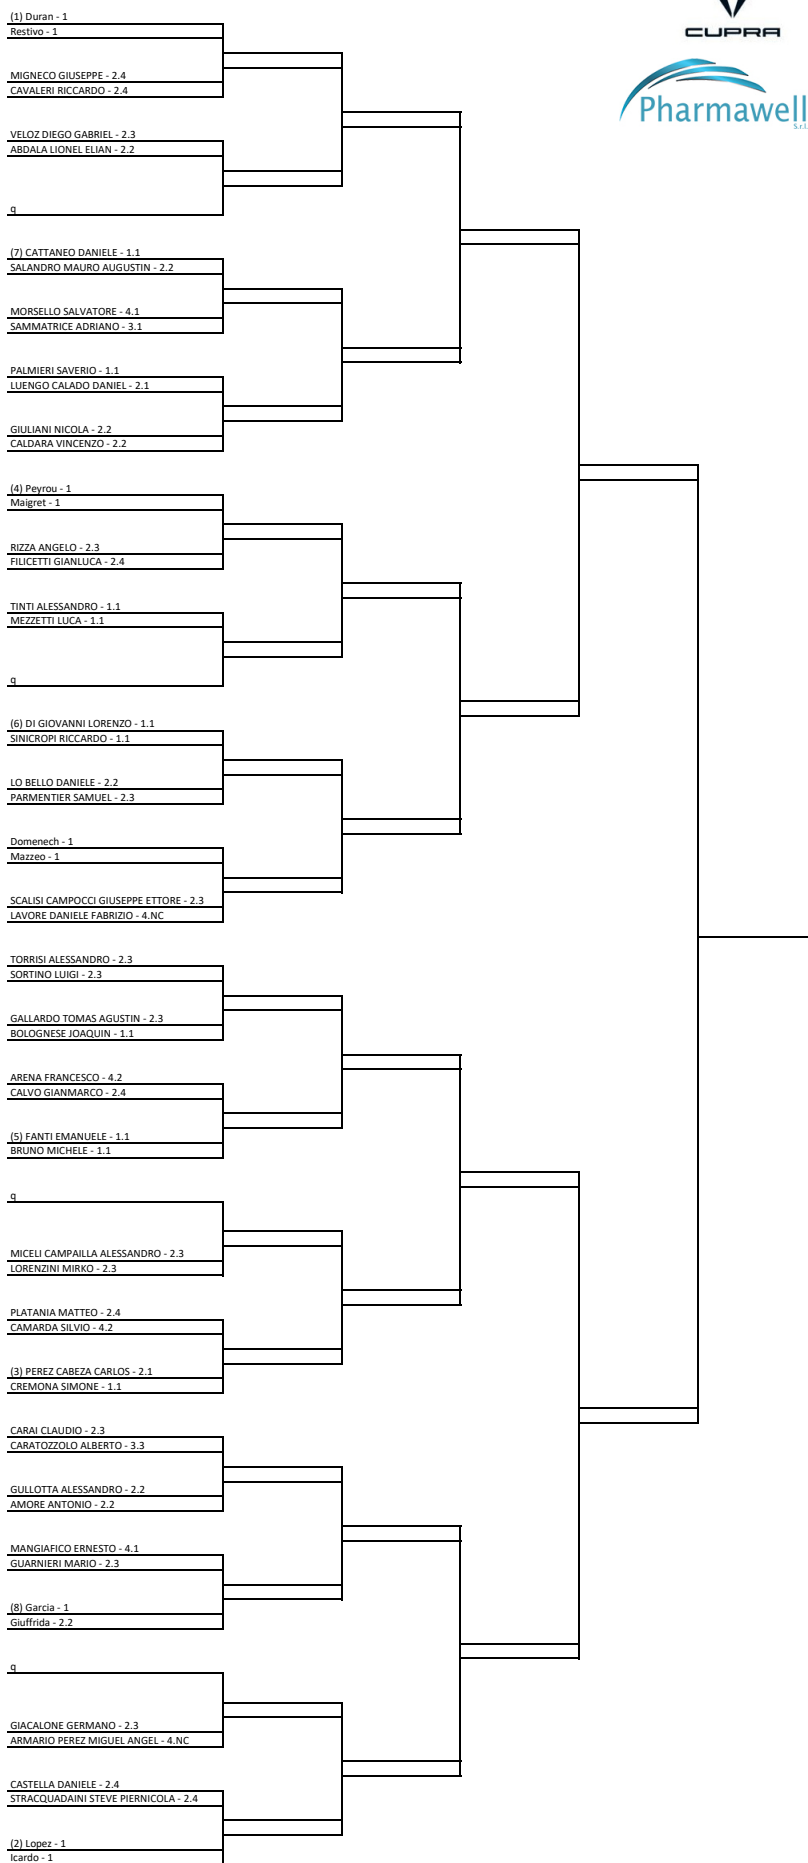 (1) Duran - 1
Restivo - 1
CUPRA
MIGNECO GIUSEPPE - 2.4
CAVALERI RICCARDO - 2.4
Pharmawell
S.r.l.
VELOZ DIEGO GABRIEL - 2.3
ABDALA LIONEL ELIAN - 2.2
q
(7) CATTANEO DANIELE - 1.1
SALANDRO MAURO AUGUSTIN - 2.2
MORSELLO SALVATORE - 4.1
SAMMATRICE ADRIANO - 3.1
PALMIERI SAVERIO - 1.1
LUENGO CALADO DANIEL - 2.1
GIULIANI NICOLA - 2.2
CALDARA VINCENZO - 2.2
(4) Peyrou - 1
Maigret - 1
RIZZA ANGELO - 2.3
FILICETTI GIANLUCA - 2.4
TINTI ALESSANDRO - 1.1
MEZZETTI LUCA - 1.1
q
(6) DI GIOVANNI LORENZO - 1.1
SINICROPI RICCARDO - 1.1
LO BELLO DANIELE - 2.2
PARMENTIER SAMUEL - 2.3
Domenech - 1
Mazzeo - 1
SCALISI CAMPOCCI GIUSEPPE ETTORE - 2.3
LAVORE DANIELE FABRIZIO - 4.NC
TORRISI ALESSANDRO - 2.3
SORTINO LUIGI - 2.3
GALLARDO TOMAS AGUSTIN - 2.3
BOLOGNESE JOAQUIN - 1.1
ARENA FRANCESCO - 4.2
CALVO GIANMARCO - 2.4
(5) FANTI EMANUELE - 1.1
BRUNO MICHELE - 1.1
q
MICELI CAMPAILLA ALESSANDRO - 2.3
LORENZINI MIRKO - 2.3
PLATANIA MATTEO - 2.4
CAMARDA SILVIO - 4.2
(3) PEREZ CABEZA CARLOS - 2.1
CREMONA SIMONE - 1.1
CARAI CLAUDIO - 2.3
CARATOZZOLO ALBERTO - 3.3
GULLOTTA ALESSANDRO - 2.2
AMORE ANTONIO - 2.2
MANGIAFICO ERNESTO - 4.1
GUARNIERI MARIO - 2.3
(8) Garcia - 1
Giuffrida - 2.2
q
GIACALONE GERMANO - 2.3
ARMARIO PEREZ MIGUEL ANGEL - 4.NC
CASTELLA DANIELE - 2.4
STRACQUADAINI STEVE PIERNICOLA - 2.4
(2) Lopez - 1
Icardo - 1